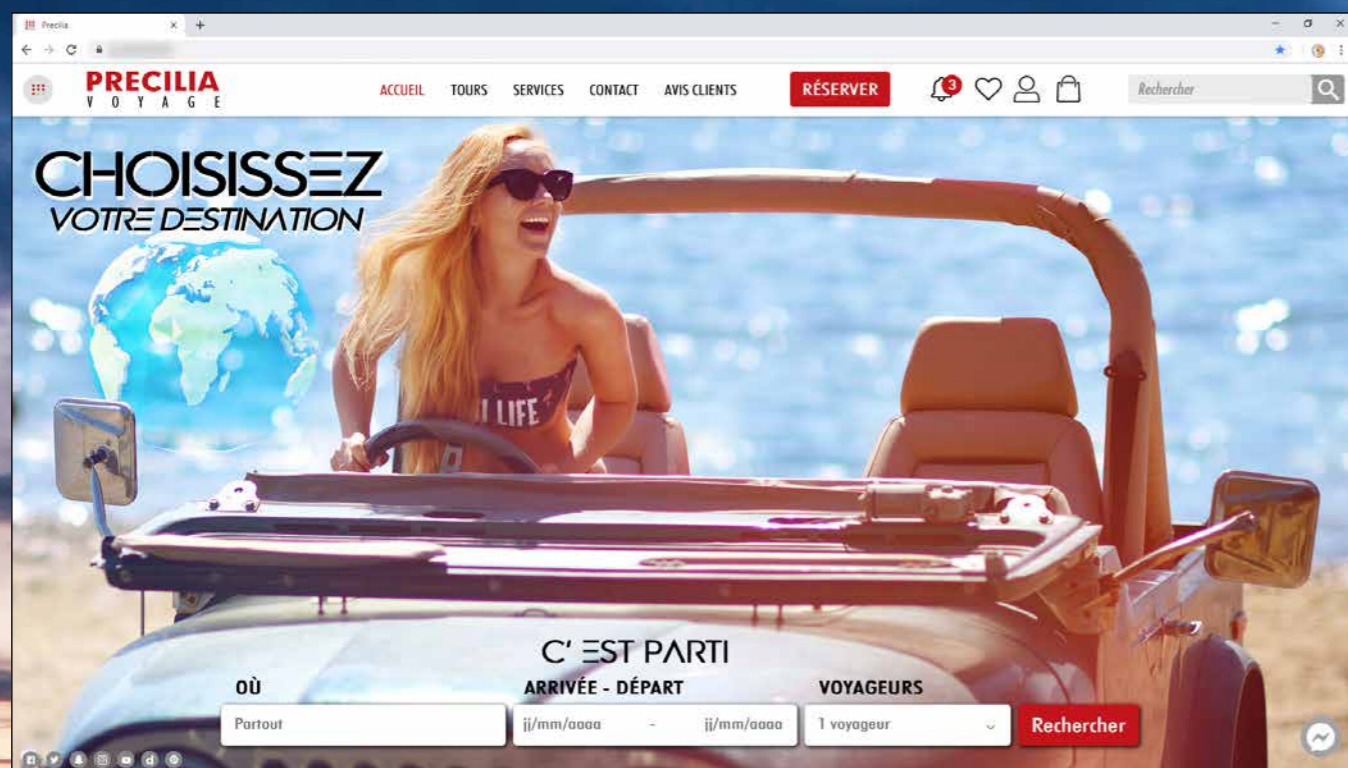 Precilia
PRECILIA
VOYAGE
ACCUEIL TOURS SERVICES CONTACT AVIS CLIENTS RÉSERVER 3 Rechercher
CHOISISSEZ
VOTRE DESTINATION
LIFE
C' EST PARTI
OÙ ARRIVÉE - DÉPART VOYAGEURS
Partout jj/mm/aaaa - jj/mm/aaaa 1 voyageur Rechercher